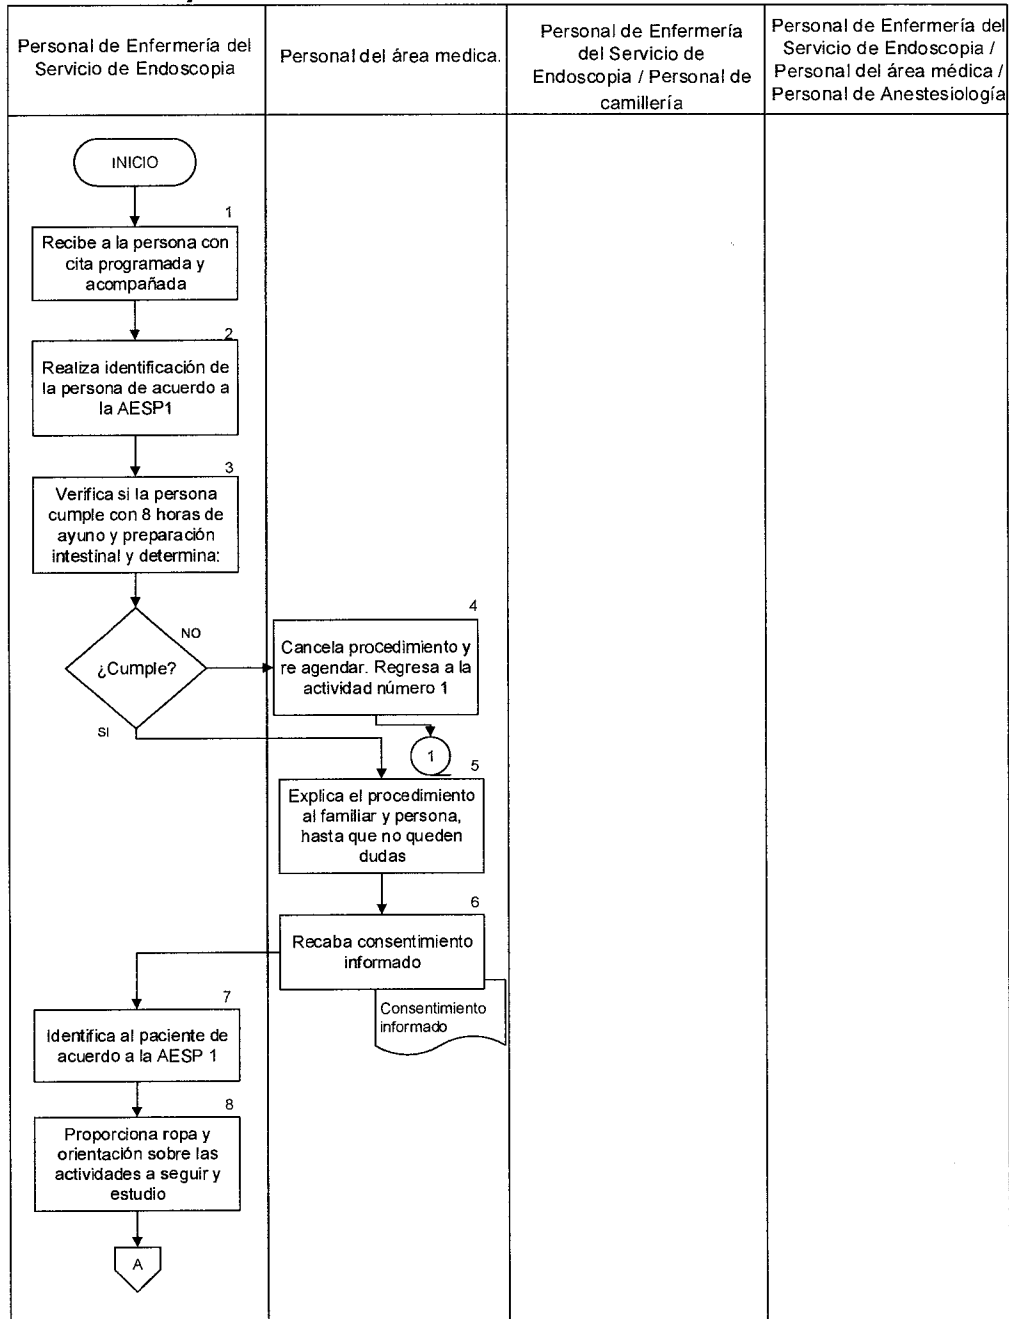 Personal de Enfermería del
Servicio de Endoscopia
Personal del área medica.
Personal de Enfermería
del Servicio de
Endoscopia / Personal de
camillería
Personal de Enfermería del
Servicio de Endoscopia /
Personal del área médica /
Personal de Anestesiología
INICIO
1
Recibe a la persona con
cita programada y
acompañada
2
Realiza identificación de
la persona de acuerdo a
la AESP1
3
Verifica si la persona
cumple con 8 horas de
ayuno y preparación
intestinal y determina:
¿Cumple?
NO
SI
4
Cancela procedimiento y
re agendar. Regresa a la
actividad número 1
1
5
Explica el procedimiento
al familiar y persona,
hasta que no queden
dudas
6
Recaba consentimiento
informado
Consentimiento
informado
7
Identifica al paciente de
acuerdo a la AESP 1
8
Proporciona ropa y
orientación sobre las
actividades a seguir y
estudio
A